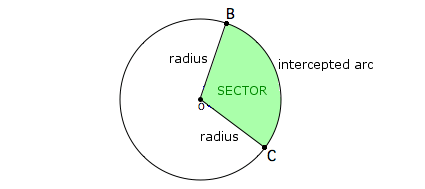 B
radius
intercepted arc
SECTOR
o
radius
C